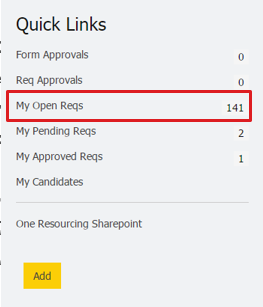 Quick Links
Form Approvals 0
Req Approvals 0
My Open Reqs 141
My Pending Reqs 2
My Approved Reqs 1
My Candidates
One Resourcing Sharepoint
Add